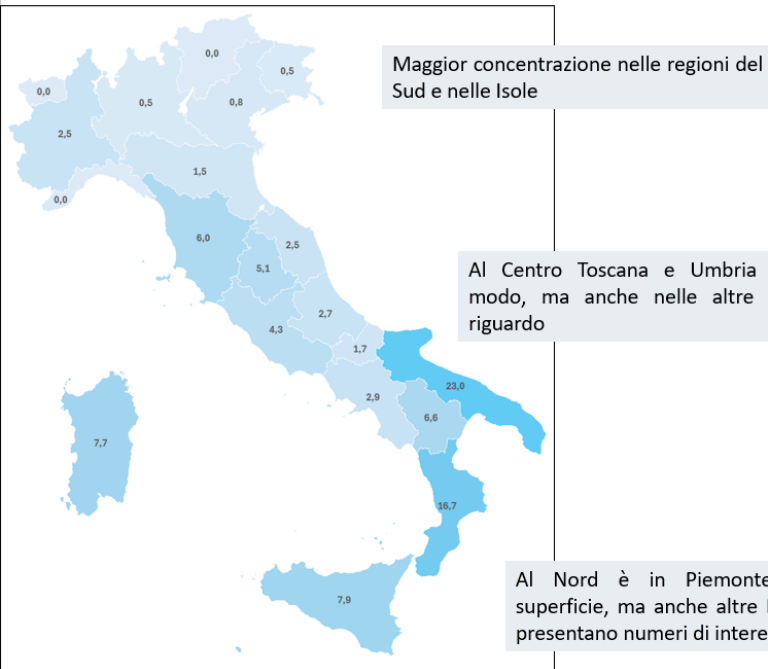 0,0
0,5
0,0
0,5
0,8
2,5
1,5
0,0
6,0
2,5
5,1
2,7
4,3
1,7
2,9
23,0
6,6
7,7
16,7
7,9
Maggior concentrazione nelle regioni del
Sud e nelle Isole
Al Centro Toscana e Umbria
modo, ma anche nelle altre
riguardo
Al Nord è in Piemonte
superficie, ma anche altre
presentano numeri di